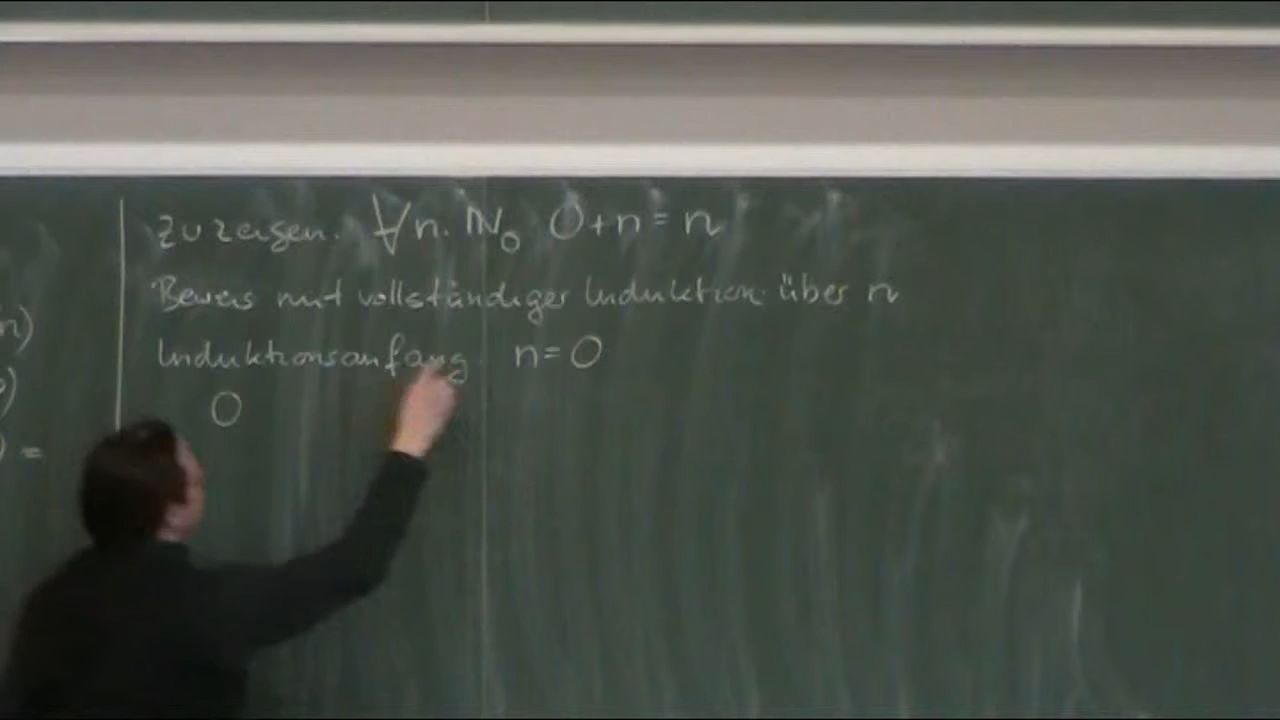 n)
) =
zu zeigen. ∀n. ℕ₀ 0+n = n
Beweis mit vollständiger Induktion über n
Induktionsanfang n=0
0